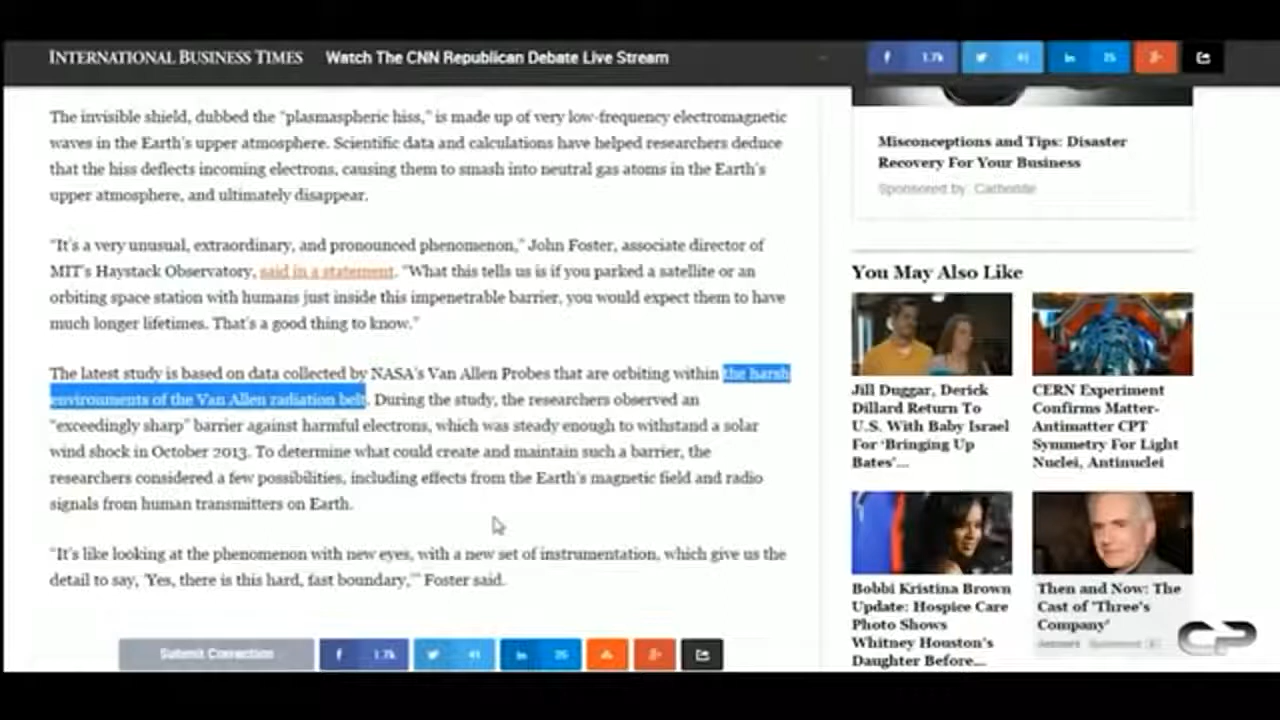 INTERNATIONAL BUSINESS TIMES
Watch The CNN Republican Debate Live Stream
1.7k
41
25
The invisible shield, dubbed the "plasmaspheric hiss," is made up of very low-frequency electromagnetic
waves in the Earth's upper atmosphere. Scientific data and calculations have helped researchers deduce
that the hiss deflects incoming electrons, causing them to smash into neutral gas atoms in the Earth's
upper atmosphere, and ultimately disappear.
"It's a very unusual, extraordinary, and pronounced phenomenon," John Foster, associate director of
MIT's Haystack Observatory, said in a statement. "What this tells us is if you parked a satellite or an
orbiting space station with humans just inside this impenetrable barrier, you would expect them to have
much longer lifetimes. That's a good thing to know."
The latest study is based on data collected by NASA's Van Allen Probes that are orbiting within the harsh
environments of the Van Allen radiation belt. During the study, the researchers observed an
"exceedingly sharp" barrier against harmful electrons, which was steady enough to withstand a solar
wind shock in October 2013. To determine what could create and maintain such a barrier, the
researchers considered a few possibilities, including effects from the Earth's magnetic field and radio
signals from human transmitters on Earth.
"It's like looking at the phenomenon with new eyes, with a new set of instrumentation, which give us the
detail to say, 'Yes, there is this hard, fast boundary,'" Foster said.
Submit Correction
1.7k
41
25
Misconceptions and Tips: Disaster
Recovery For Your Business
Sponsored by Carbonite
You May Also Like
Jill Duggar, Derick
Dillard Return To
U.S. With Baby Israel
For 'Bringing Up
Bates'...
CERN Experiment
Confirms Matter-
Antimatter CPT
Symmetry For Light
Nuclei, Antinuclei
Bobbi Kristina Brown
Update: Hospice Care
Photo Shows
Whitney Houston's
Daughter Before...
Then and Now: The
Cast of 'Three's
Company'
CP